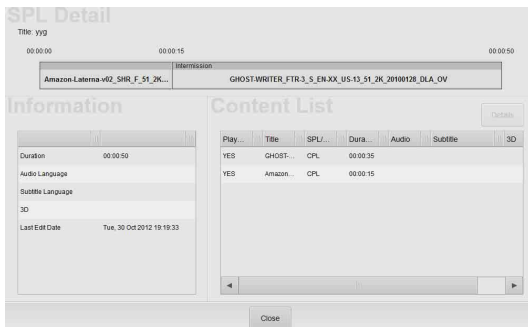 SPL Detail
Title: yyg
00:00:00 00:00:15 00:00:50
Intermission
Amazon-Laterna-v02_SHR_F_51_2K... GHOST-WRITER_FTR-3_S_EN-XX_US-13_51_2K_20100128_DLA_OV
Information
Content List
Details
Play... Title SPL/... Dura... Audio Subtitle 3D
Duration 00:00:50
YES GHOST-... CPL 00:00:35
Audio Language
YES Amazon... CPL 00:00:15
Subtitle Language
3D
Last Edit Date Tue, 30 Oct 2012 19:19:33
Close